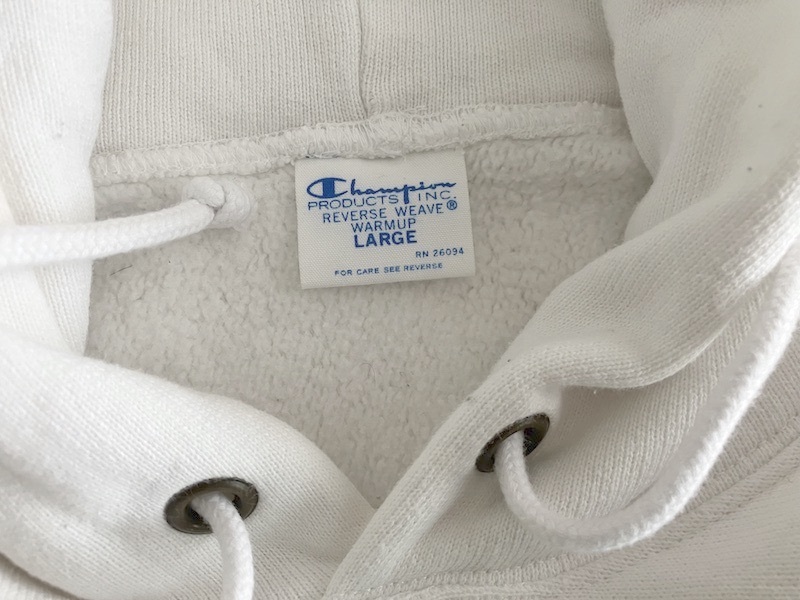 Champion
PRODUCTS INC.
REVERSE WEAVE®
WARMUP
LARGE
RN 26094
FOR CARE SEE REVERSE